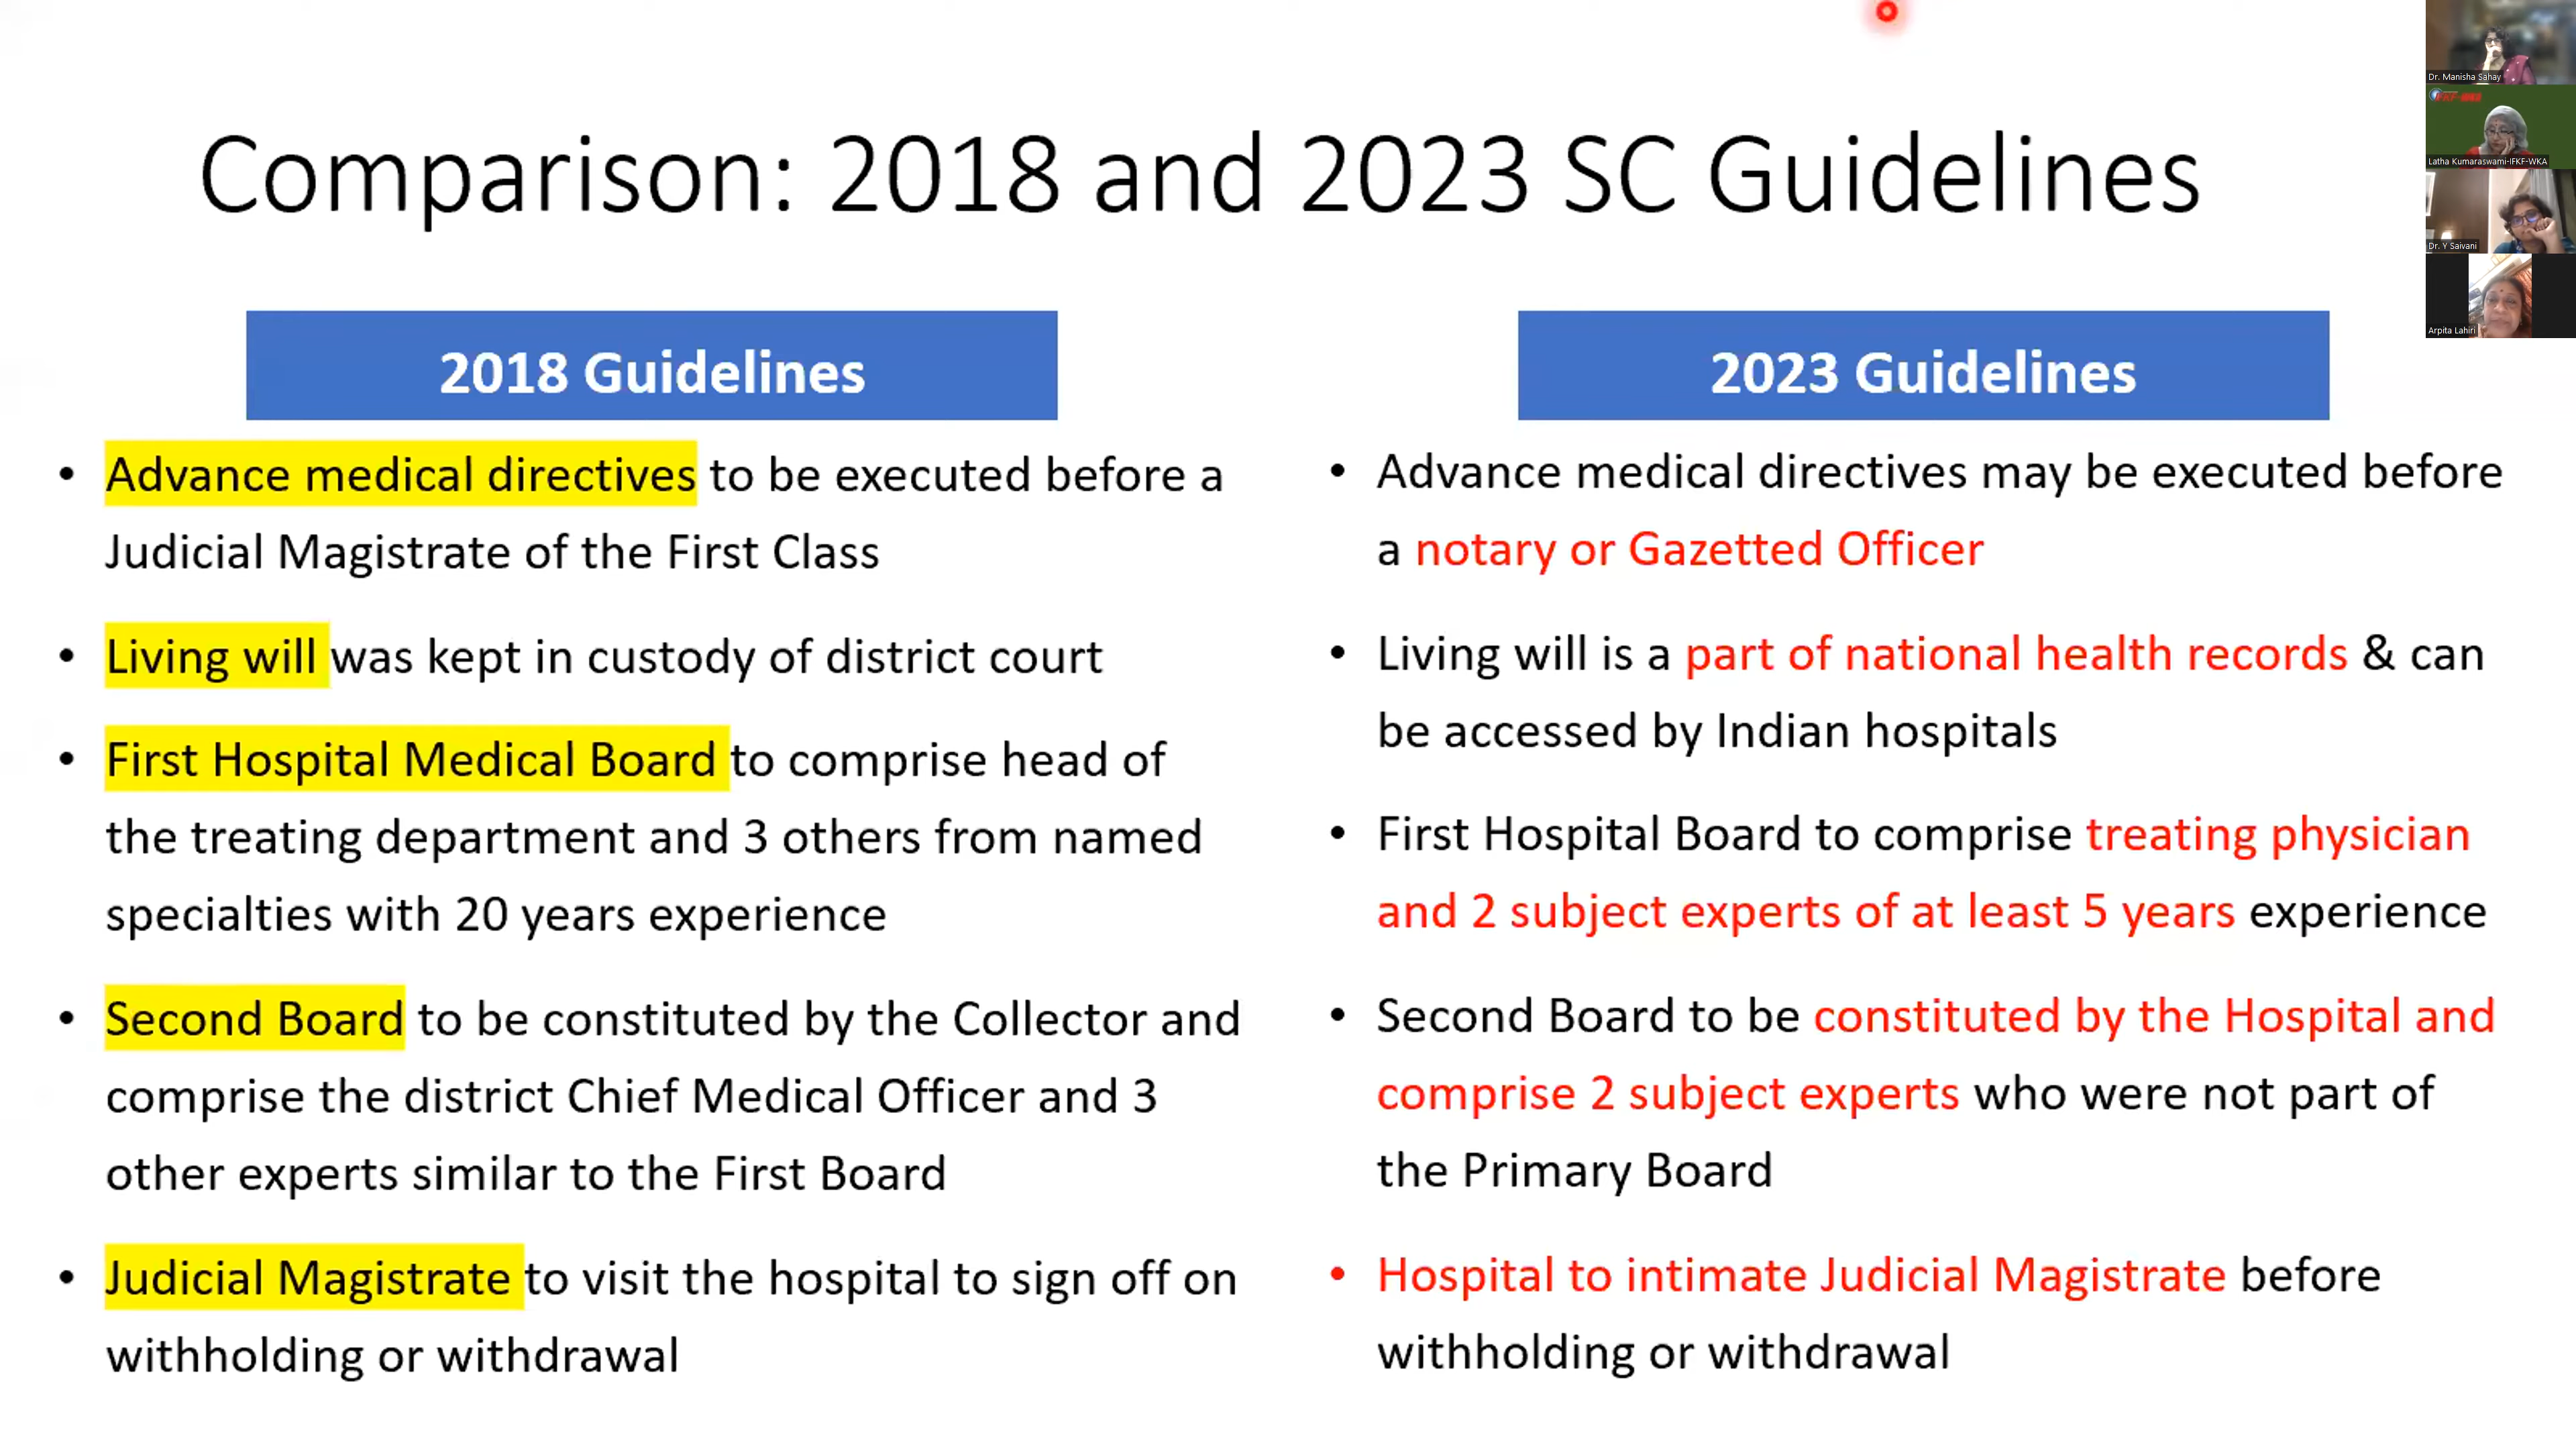 Comparison: 2018 and 2023 SC Guidelines
2018 Guidelines
• Advance medical directives to be executed before a
Judicial Magistrate of the First Class
• Living will was kept in custody of district court
• First Hospital Medical Board to comprise head of
the treating department and 3 others from named
specialties with 20 years experience
• Second Board to be constituted by the Collector and
comprise the district Chief Medical Officer and 3
other experts similar to the First Board
• Judicial Magistrate to visit the hospital to sign off on
withholding or withdrawal
2023 Guidelines
• Advance medical directives may be executed before
a notary or Gazetted Officer
• Living will is a part of national health records & can
be accessed by Indian hospitals
• First Hospital Board to comprise treating physician
and 2 subject experts of at least 5 years experience
• Second Board to be constituted by the Hospital and
comprise 2 subject experts who were not part of
the Primary Board
• Hospital to intimate Judicial Magistrate before
withholding or withdrawal
Dr. Manisha Sahay
Latha Kumaraswami-IFKF-WKA
Dr. Y Saivani
Arpita Lahiri